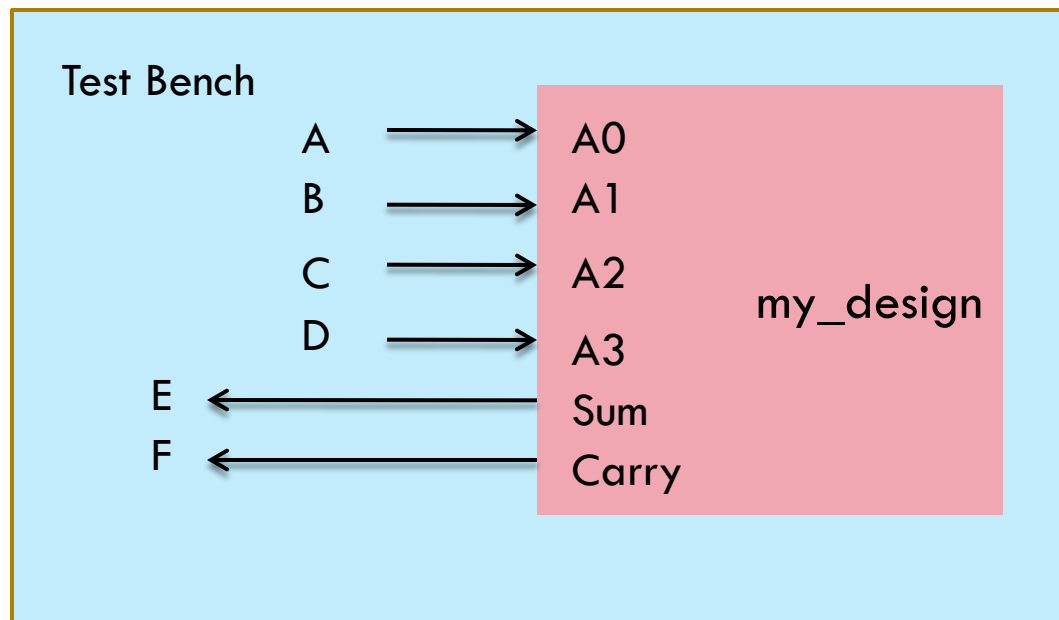 Test Bench
A A0
B A1
C A2
my_design
D A3
E Sum
F Carry